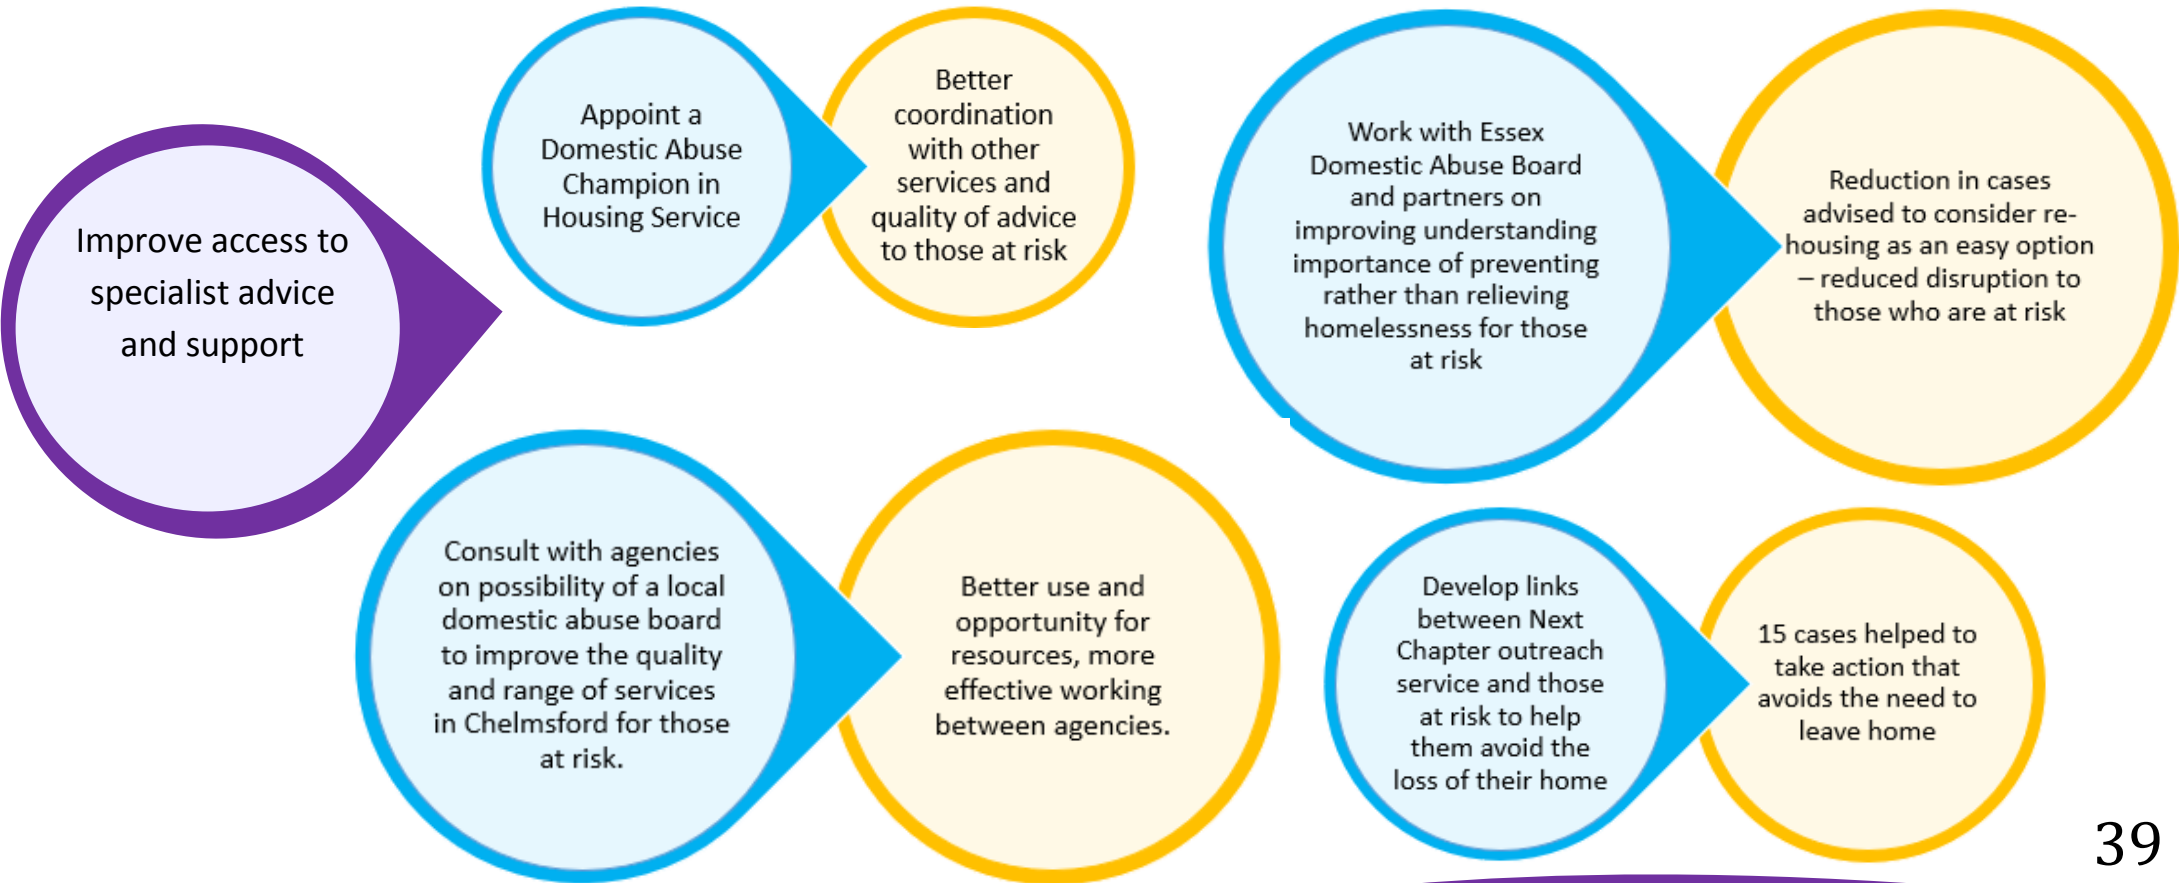 Improve access to
specialist advice
and support
Appoint a
Domestic Abuse
Champion in
Housing Service
Better
coordination
with other
services and
quality of advice
to those at risk
Work with Essex
Domestic Abuse Board
and partners on
improving understanding
importance of preventing
rather than relieving
homelessness for those
at risk
Reduction in cases
advised to consider re-
housing as an easy option
– reduced disruption to
those who are at risk
Consult with agencies
on possibility of a local
domestic abuse board
to improve the quality
and range of services
in Chelmsford for those
at risk.
Better use and
opportunity for
resources, more
effective working
between agencies.
Develop links
between Next
Chapter outreach
service and those
at risk to help
them avoid the
loss of their home
15 cases helped to
take action that
avoids the need to
leave home
39